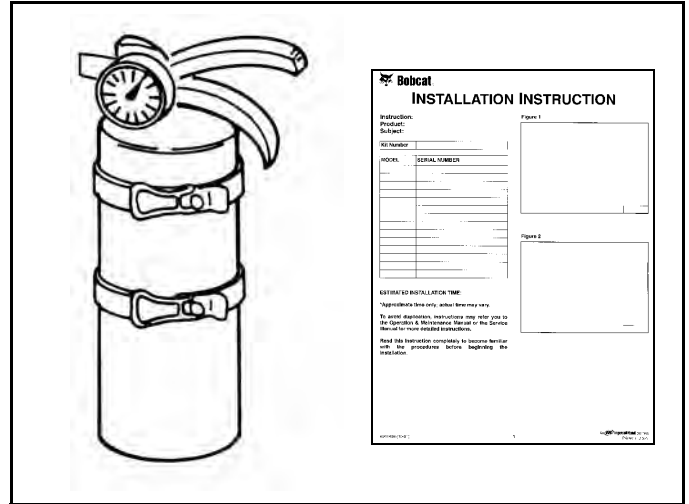 Bobcat
INSTALLATION INSTRUCTION
Instruction:
Product:
Subject:
Kit Number
MODEL SERIAL NUMBER
ESTIMATED INSTALLATION TIME:
*Approximate time only, actual time may vary.
To avoid duplication, instructions may refer you to
the Operation & Maintenance Manual or the Service
Manual for more detailed instructions.
Read this instruction completely to become familiar
with the procedures before beginning the
installation.
Figure 1
Figure 2
1